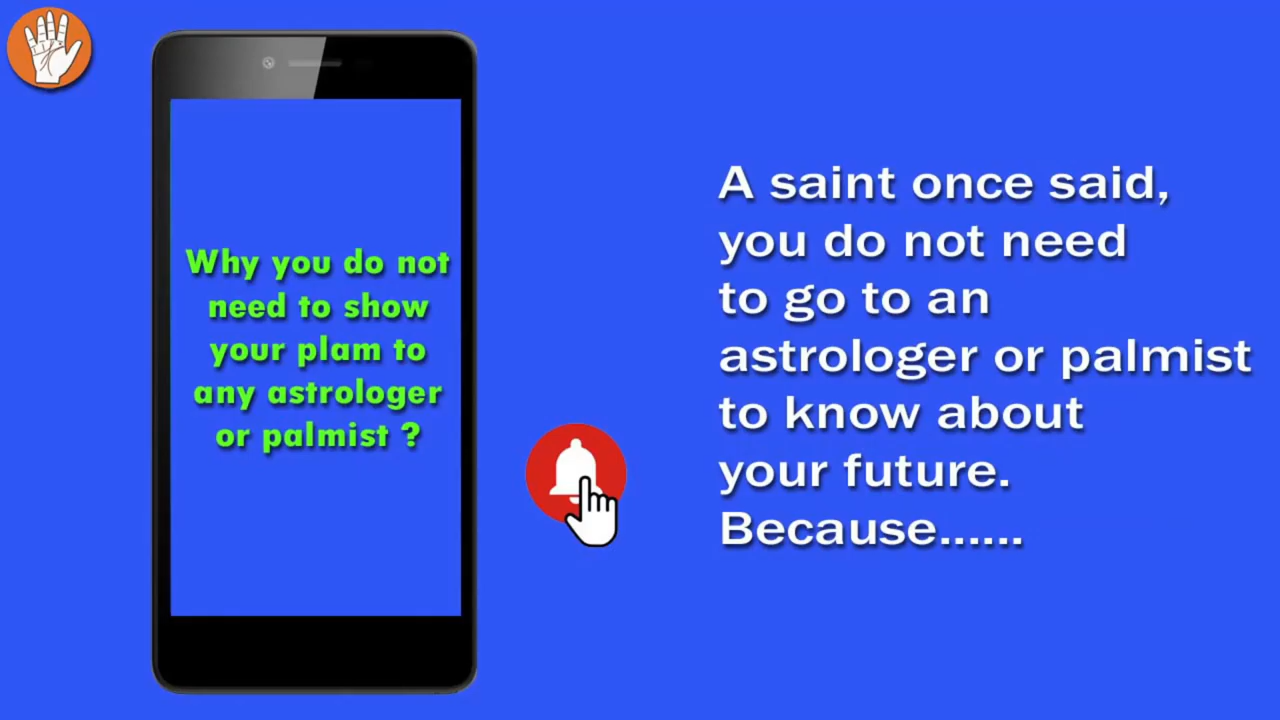 Why you do not
need to show
your plam to
any astrologer
or palmist ?
A saint once said,
you do not need
to go to an
astrologer or palmist
to know about
your future.
Because......